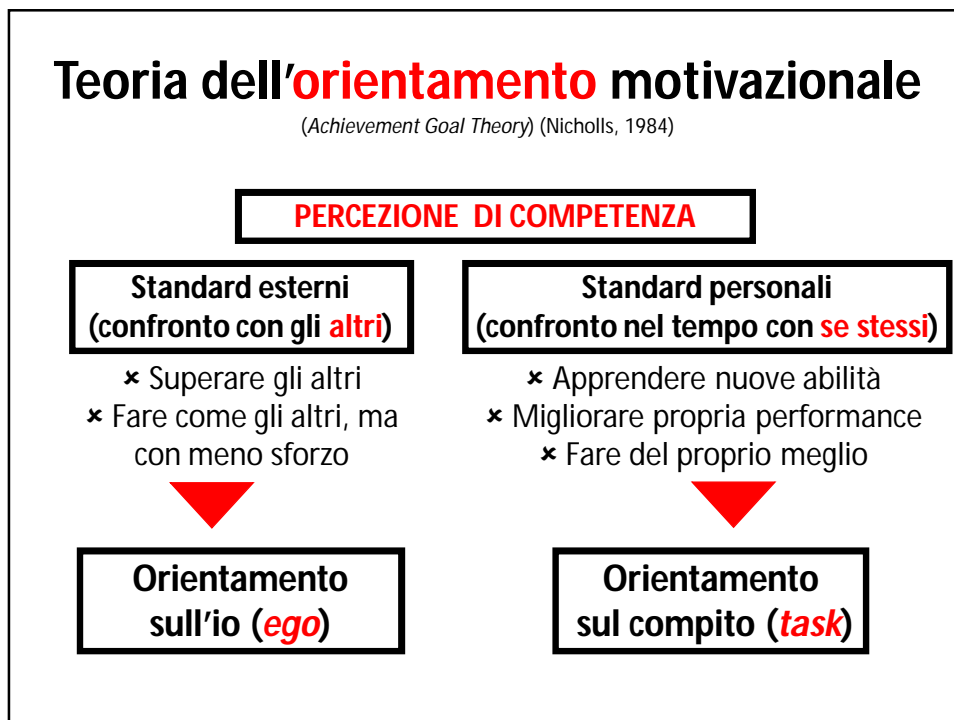 Teoria dell'orientamento motivazionale
(Achievement Goal Theory) (Nicholls, 1984)
PERCEZIONE DI COMPETENZA
Standard esterni
(confronto con gli altri)
× Superare gli altri
× Fare come gli altri, ma
con meno sforzo
Orientamento
sull'io (ego)
Standard personali
(confronto nel tempo con se stessi)
× Apprendere nuove abilità
× Migliorare propria performance
× Fare del proprio meglio
Orientamento
sul compito (task)